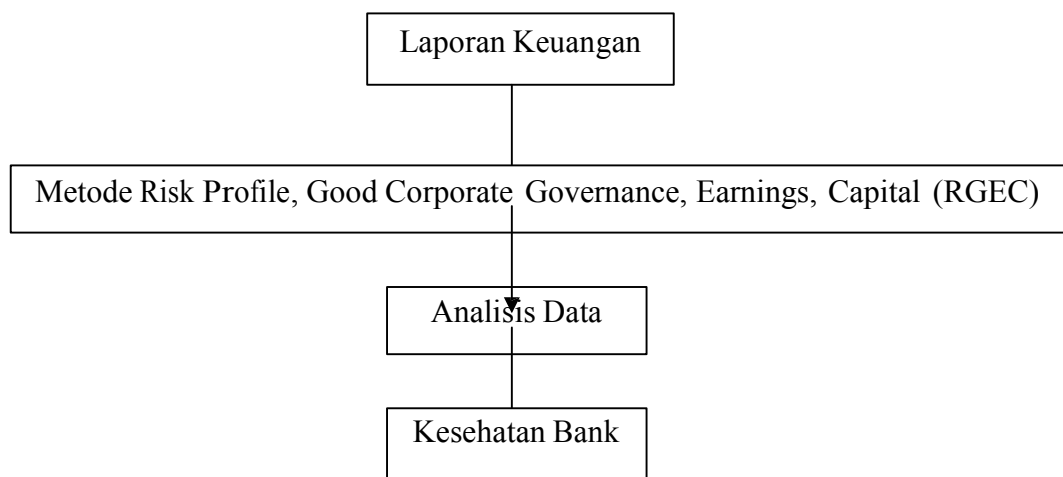 Laporan Keuangan
Metode Risk Profile, Good Corporate Governance, Earnings, Capital (RGEC)
Analisis Data
Kesehatan Bank